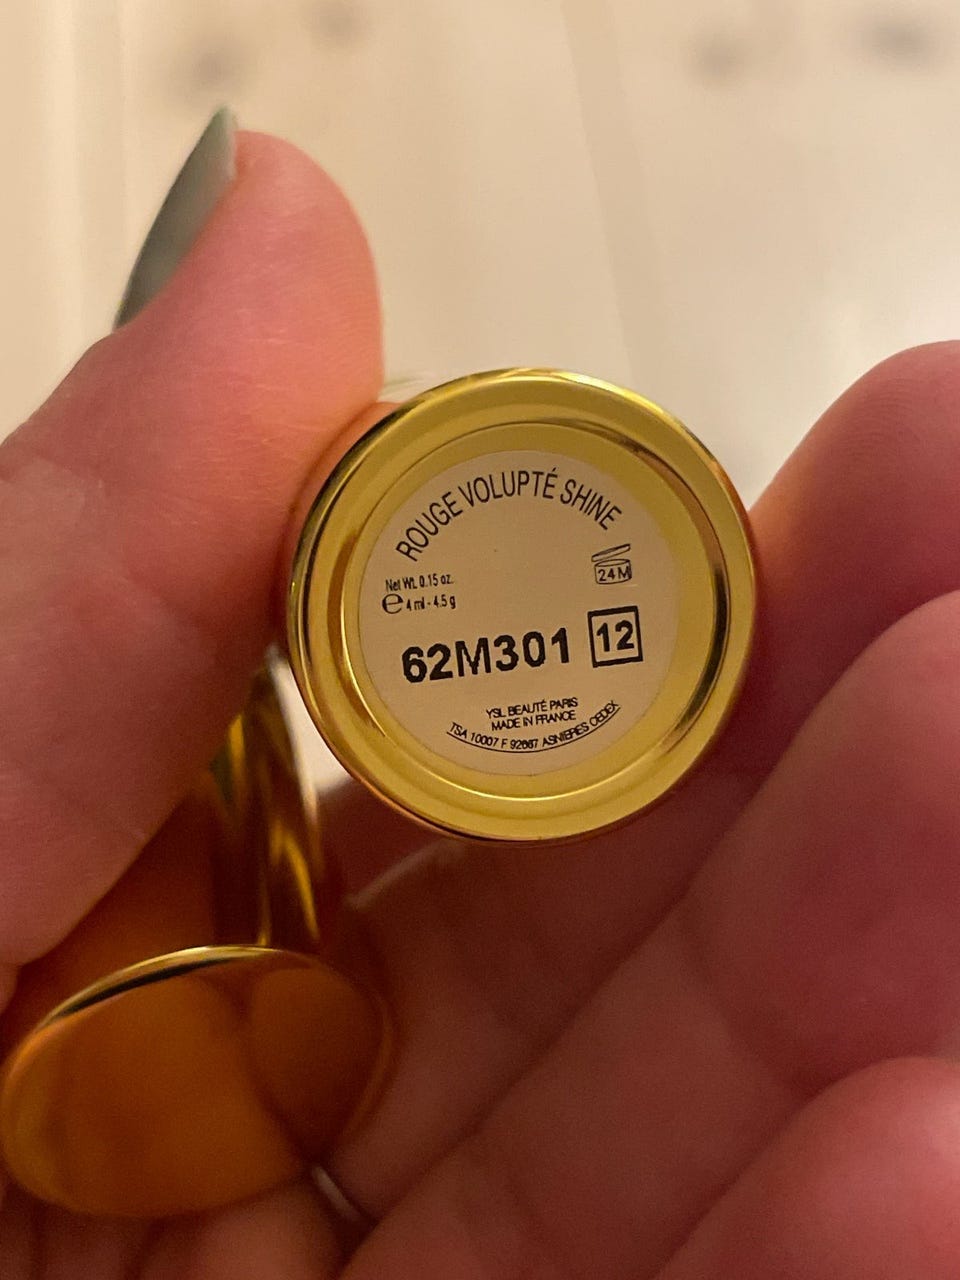 ROUGE VOLUPTÉ SHINE
Net Wt. 0.15 oz.
℮ 4 ml - 4.5 g
24M
62M301 12
YSL BEAUTÉ PARIS
MADE IN FRANCE
TSA 10007 F 92667 ASNIERES CEDEX